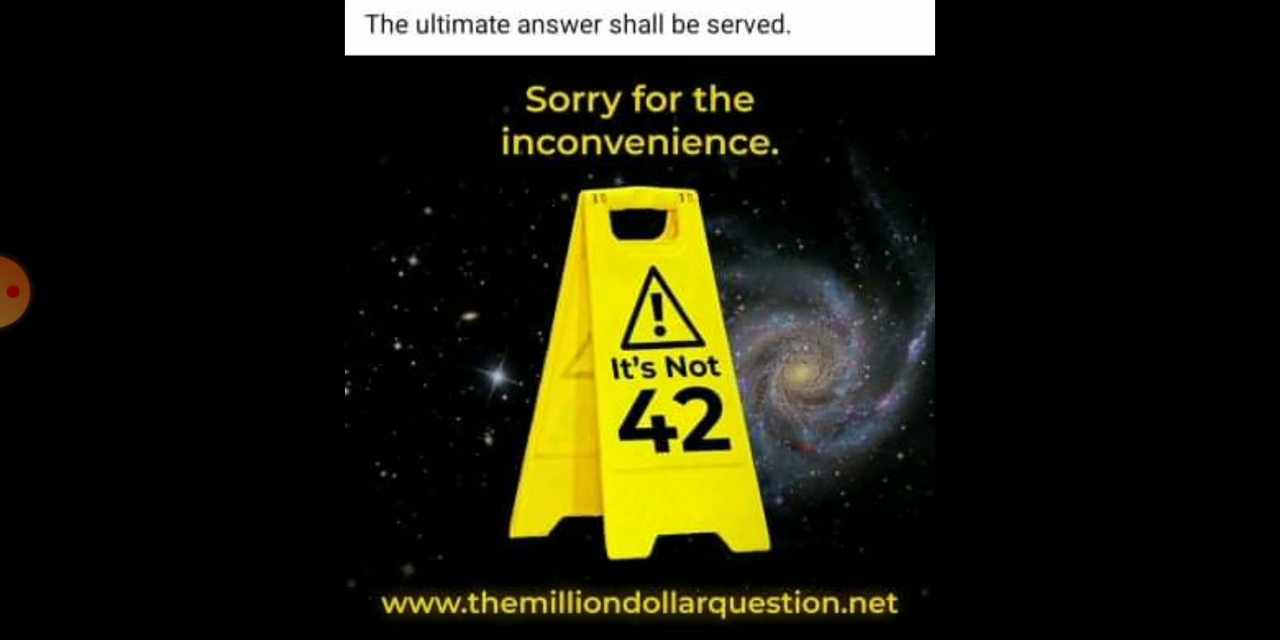 The ultimate answer shall be served.
Sorry for the
inconvenience.
It's Not
42
www.themilliondollarquestion.net